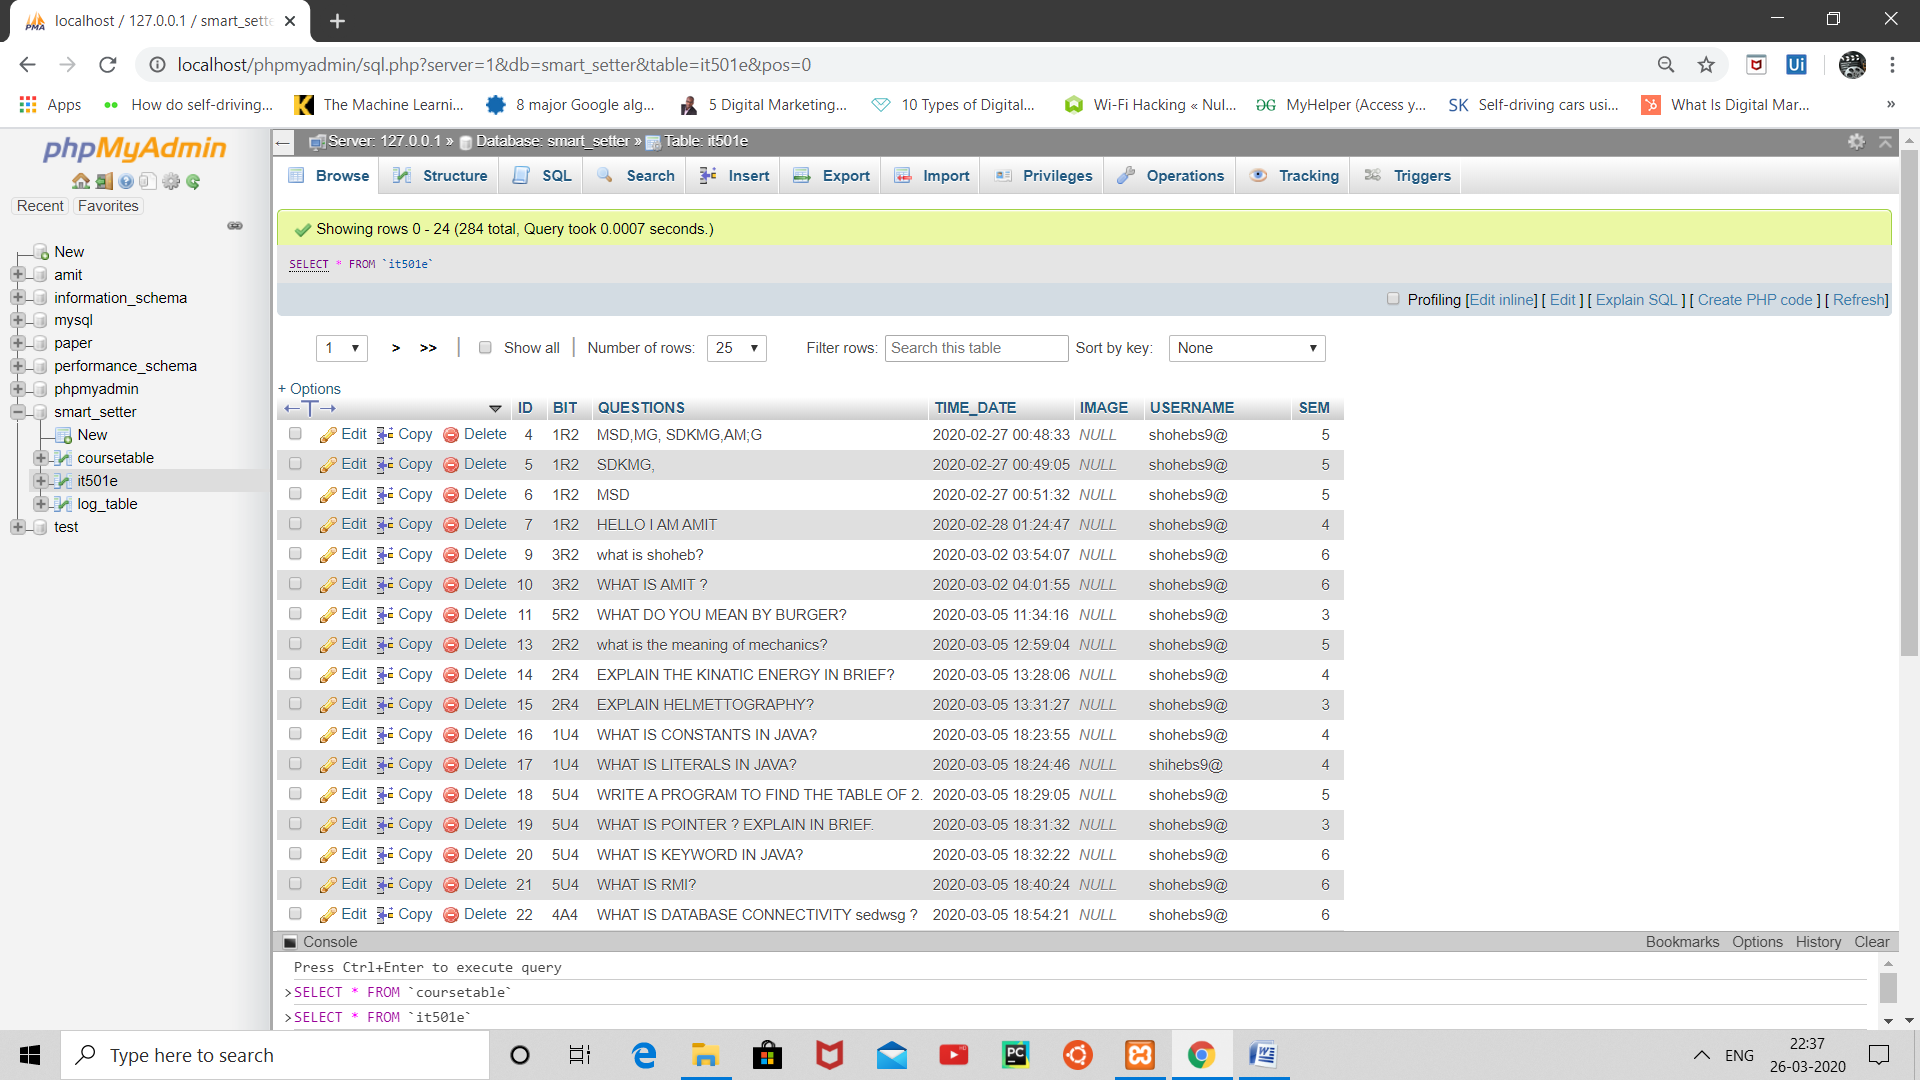 localhost / 127.0.0.1 / smart_sette
localhost/phpmyadmin/sql.php?server=1&db=smart_setter&table=it501e&pos=0
Apps How do self-driving... The Machine Learni... 8 major Google alg... 5 Digital Marketing... 10 Types of Digital... Wi-Fi Hacking « Nul... MyHelper (Access y... SK Self-driving cars usi... What Is Digital Mar... »
phpMyAdmin
Recent Favorites
New
amit
information_schema
mysql
paper
performance_schema
phpmyadmin
smart_setter
New
coursetable
it501e
log_table
test
Server: 127.0.0.1 » Database: smart_setter » Table: it501e
Browse Structure SQL Search Insert Export Import Privileges Operations Tracking Triggers
Showing rows 0 - 24 (284 total, Query took 0.0007 seconds.)
SELECT * FROM `it501e`
Profiling [Edit inline] [ Edit ] [ Explain SQL ] [ Create PHP code ] [ Refresh]
1 > >> Show all Number of rows: 25 Filter rows: Search this table Sort by key: None
+ Options
←T→ ID BIT QUESTIONS TIME_DATE IMAGE USERNAME SEM
Edit Copy Delete 4 1R2 MSD,MG, SDKMG,AM;G 2020-02-27 00:48:33 NULL shohebs9@ 5
Edit Copy Delete 5 1R2 SDKMG, 2020-02-27 00:49:05 NULL shohebs9@ 5
Edit Copy Delete 6 1R2 MSD 2020-02-27 00:51:32 NULL shohebs9@ 5
Edit Copy Delete 7 1R2 HELLO I AM AMIT 2020-02-28 01:24:47 NULL shohebs9@ 4
Edit Copy Delete 9 3R2 what is shoheb? 2020-03-02 03:54:07 NULL shohebs9@ 6
Edit Copy Delete 10 3R2 WHAT IS AMIT ? 2020-03-02 04:01:55 NULL shohebs9@ 6
Edit Copy Delete 11 5R2 WHAT DO YOU MEAN BY BURGER? 2020-03-05 11:34:16 NULL shohebs9@ 3
Edit Copy Delete 13 2R2 what is the meaning of mechanics? 2020-03-05 12:59:04 NULL shohebs9@ 5
Edit Copy Delete 14 2R4 EXPLAIN THE KINATIC ENERGY IN BRIEF? 2020-03-05 13:28:06 NULL shohebs9@ 4
Edit Copy Delete 15 2R4 EXPLAIN HELMETTOGRAPHY? 2020-03-05 13:31:27 NULL shohebs9@ 3
Edit Copy Delete 16 1U4 WHAT IS CONSTANTS IN JAVA? 2020-03-05 18:23:55 NULL shohebs9@ 4
Edit Copy Delete 17 1U4 WHAT IS LITERALS IN JAVA? 2020-03-05 18:24:46 NULL shihebs9@ 4
Edit Copy Delete 18 5U4 WRITE A PROGRAM TO FIND THE TABLE OF 2. 2020-03-05 18:29:05 NULL shohebs9@ 5
Edit Copy Delete 19 5U4 WHAT IS POINTER ? EXPLAIN IN BRIEF. 2020-03-05 18:31:32 NULL shohebs9@ 3
Edit Copy Delete 20 5U4 WHAT IS KEYWORD IN JAVA? 2020-03-05 18:32:22 NULL shohebs9@ 6
Edit Copy Delete 21 5U4 WHAT IS RMI? 2020-03-05 18:40:24 NULL shohebs9@ 6
Edit Copy Delete 22 4A4 WHAT IS DATABASE CONNECTIVITY sedwsg ? 2020-03-05 18:54:21 NULL shohebs9@ 6
Console Bookmarks Options History Clear
Press Ctrl+Enter to execute query
>SELECT * FROM `coursetable`
>SELECT * FROM `it501e`
Type here to search
ENG
22:37
26-03-2020